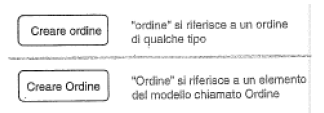 Creare ordine
"ordine" si riferisce a un ordine
di qualche tipo
Creare Ordine
"Ordine" si riferisce a un elemento
del modello chiamato Ordine